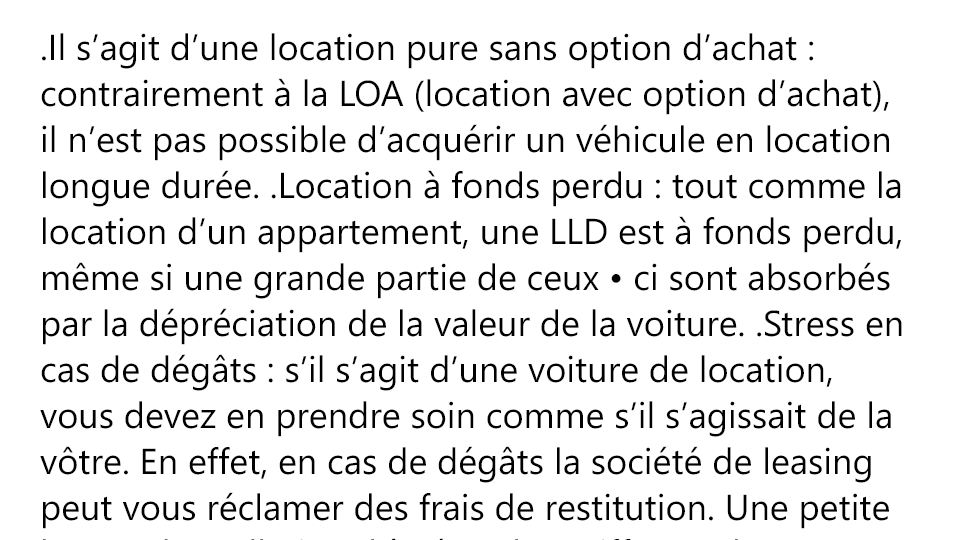 .Il s’agit d’une location pure sans option d’achat :
contrairement à la LOA (location avec option d’achat),
il n’est pas possible d’acquérir un véhicule en location
longue durée. .Location à fonds perdu : tout comme la
location d’un appartement, une LLD est à fonds perdu,
même si une grande partie de ceux • ci sont absorbés
par la dépréciation de la valeur de la voiture. .Stress en
cas de dégâts : s’il s’agit d’une voiture de location,
vous devez en prendre soin comme s’il s’agissait de la
vôtre. En effet, en cas de dégâts la société de leasing
peut vous réclamer des frais de restitution. Une petite